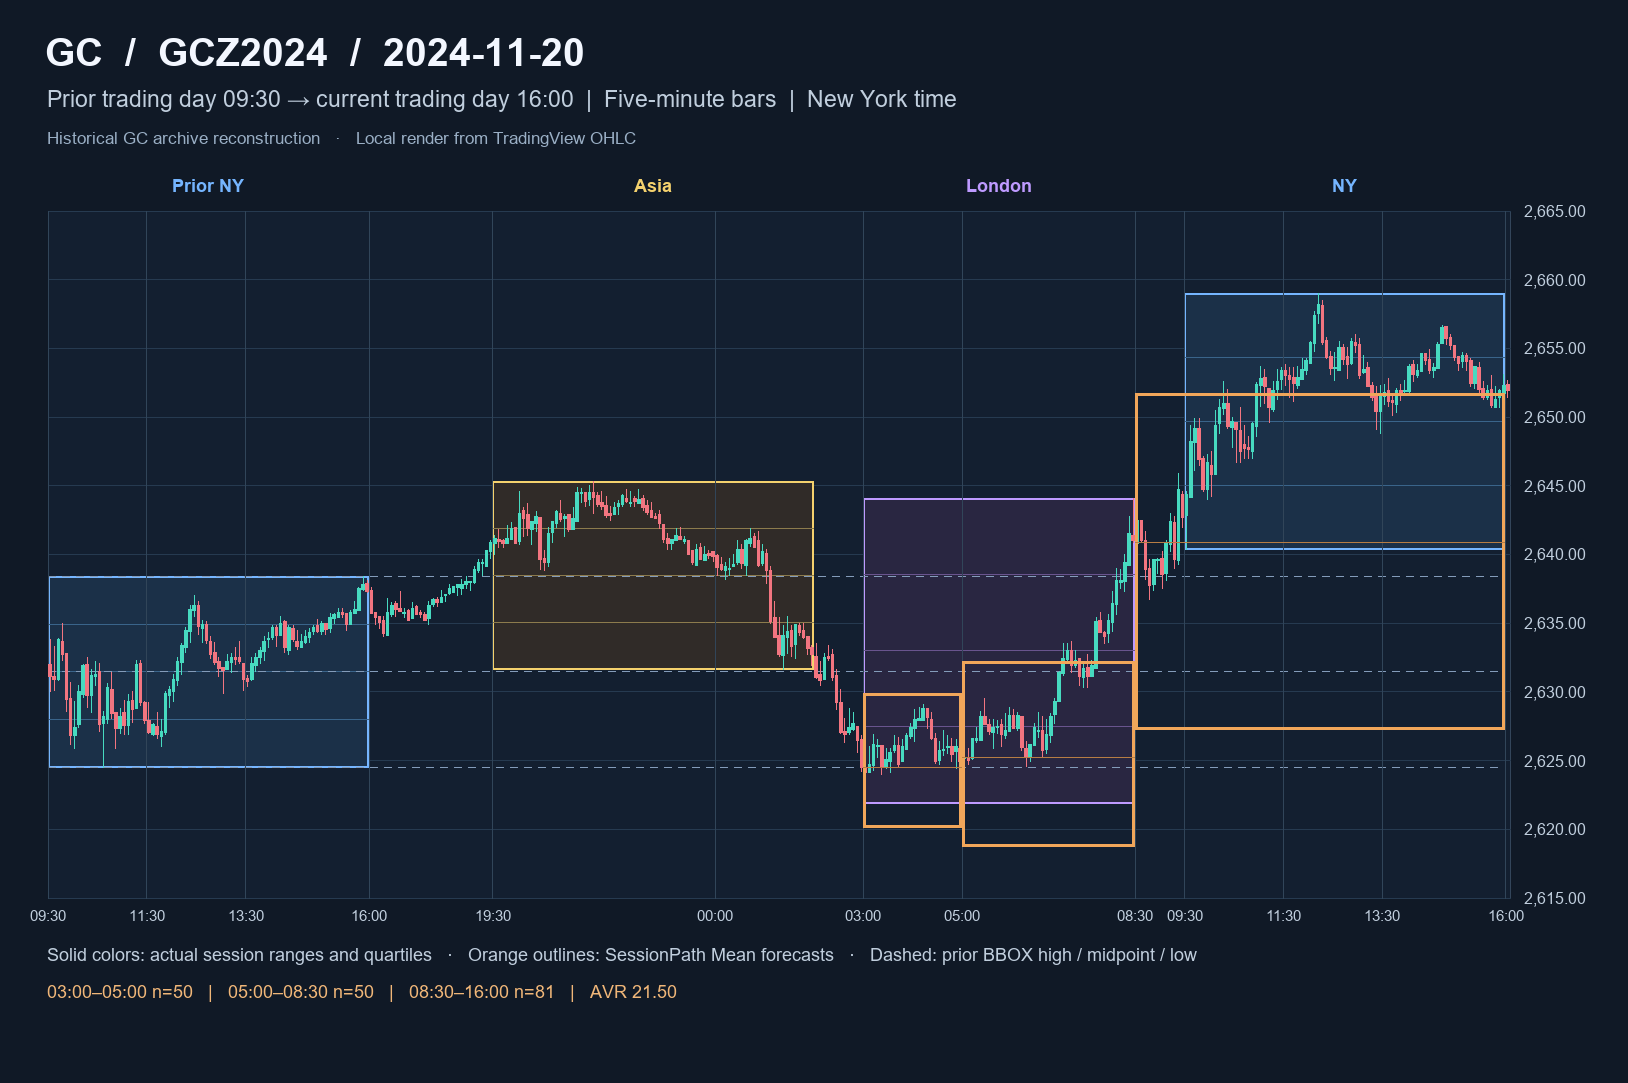 GC / GCZ2024 / 2024-11-20
Prior trading day 09:30 → current trading day 16:00 | Five-minute bars | New York time
Historical GC archive reconstruction · Local render from TradingView OHLC
Prior NY Asia London NY
2,665.00
2,660.00
2,655.00
2,650.00
2,645.00
2,640.00
2,635.00
2,630.00
2,625.00
2,620.00
2,615.00
09:30 11:30 13:30 16:00 19:30 00:00 03:00 05:00 08:30 09:30 11:30 13:30 16:00
Solid colors: actual session ranges and quartiles · Orange outlines: SessionPath Mean forecasts · Dashed: prior BBOX high / midpoint / low
03:00–05:00 n=50 | 05:00–08:30 n=50 | 08:30–16:00 n=81 | AVR 21.50